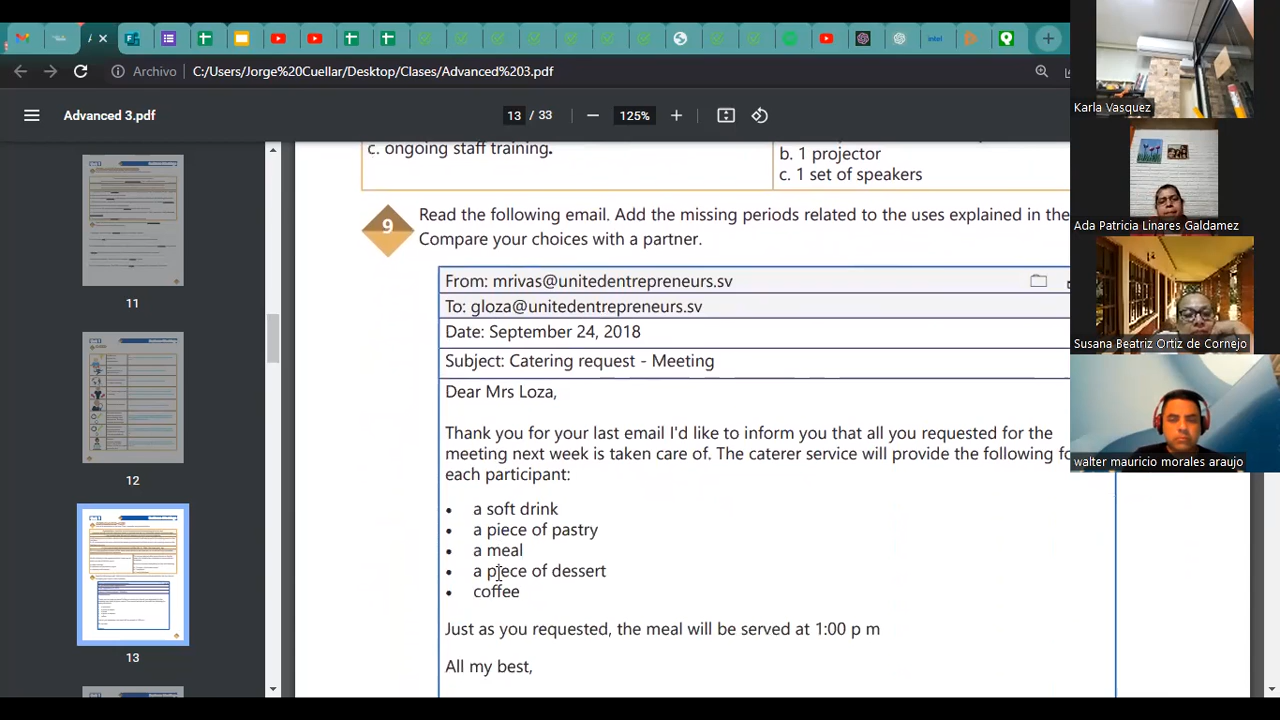 Archivo
C:/Users/Jorge%20Cuellar/Desktop/Clases/Advanced%203.pdf
Advanced 3.pdf
13 / 33
125%
11
12
13
c. ongoing staff training.
b. 1 projector
c. 1 set of speakers
9
Read the following email. Add the missing periods related to the uses explained in the
Compare your choices with a partner.
From: mrivas@unitedentrepreneurs.sv
To: gloza@unitedentrepreneurs.sv
Date: September 24, 2018
Subject: Catering request - Meeting
Dear Mrs Loza,
Thank you for your last email I'd like to inform you that all you requested for the
meeting next week is taken care of. The caterer service will provide the following
each participant:
• a soft drink
• a piece of pastry
• a meal
• a piece of dessert
• coffee
Just as you requested, the meal will be served at 1:00 p m
All my best,
Karla Vasquez
Ada Patricia Linares Galdamez
Susana Beatriz Ortiz de Cornejo
walter mauricio morales araujo